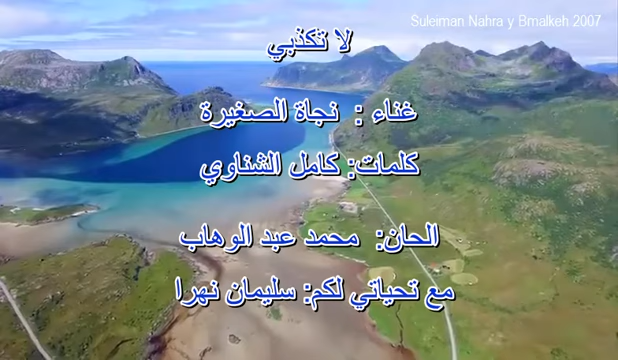 Suleiman Nahra y Bmalkeh 2007
لا تكذبي
غناء : نجاة الصغيرة
كلمات: كامل الشناوي
الحان: محمد عبد الوهاب
مع تحياتي لكم: سليمان نهرا